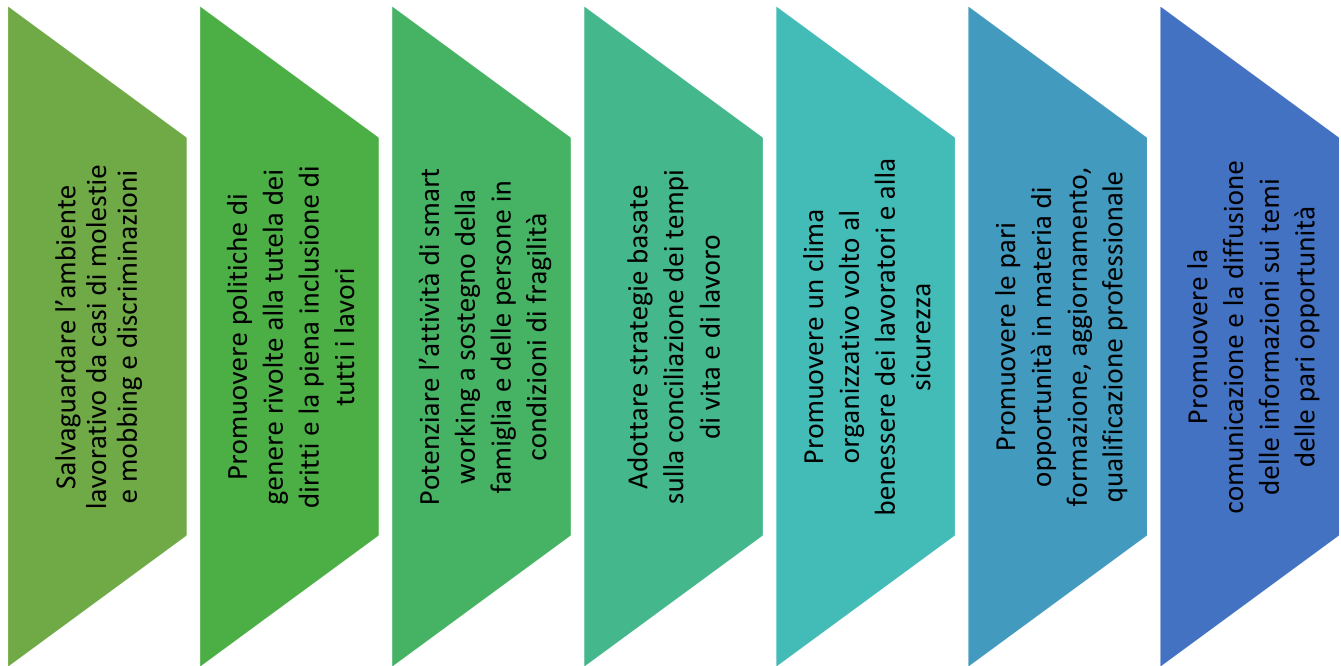 Salvaguardare l'ambiente
lavorativo da casi di molestie
e mobbing e discriminazioni
Promuovere politiche di
genere rivolte alla tutela dei
diritti e la piena inclusione di
tutti i lavori
Potenziare l'attività di smart
working a sostegno della
famiglia e delle persone in
condizioni di fragilità
Adottare strategie basate
sulla conciliazione dei tempi
di vita e di lavoro
Promuovere un clima
organizzativo volto al
benessere dei lavoratori e alla
sicurezza
Promuovere le pari
opportunità in materia di
formazione, aggiornamento,
qualificazione professionale
Promuovere la
comunicazione e la diffusione
delle informazioni sui temi
delle pari opportunità